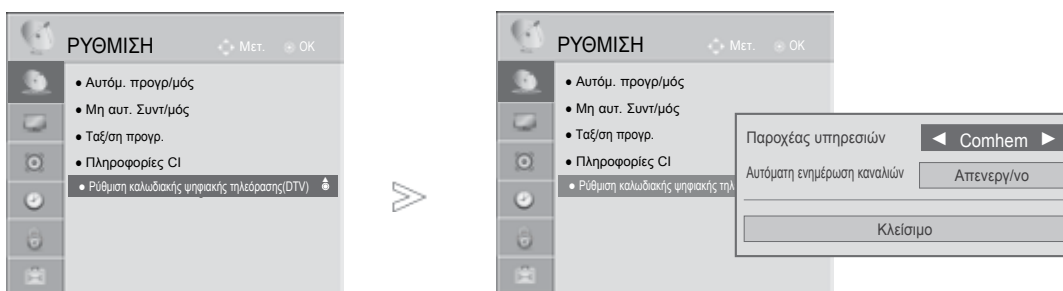 ΡΥΘΜΙΣΗ Μετ. OK
● Αυτόμ. προγρ/μός
● Μη αυτ. Συντ/μός
● Ταξ/ση προγρ.
● Πληροφορίες CI
● Ρύθμιση καλωδιακής ψηφιακής τηλεόρασης(DTV)
ΡΥΘΜΙΣΗ Μετ. OK
● Αυτόμ. προγρ/μός
● Μη αυτ. Συντ/μός
● Ταξ/ση προγρ.
● Πληροφορίες CI
● Ρύθμιση καλωδιακής ψηφιακής τηλ
Παροχέας υπηρεσιών ◄ Comhem ►
Αυτόματη ενημέρωση καναλιών Απενεργ/νο
Κλείσιμο